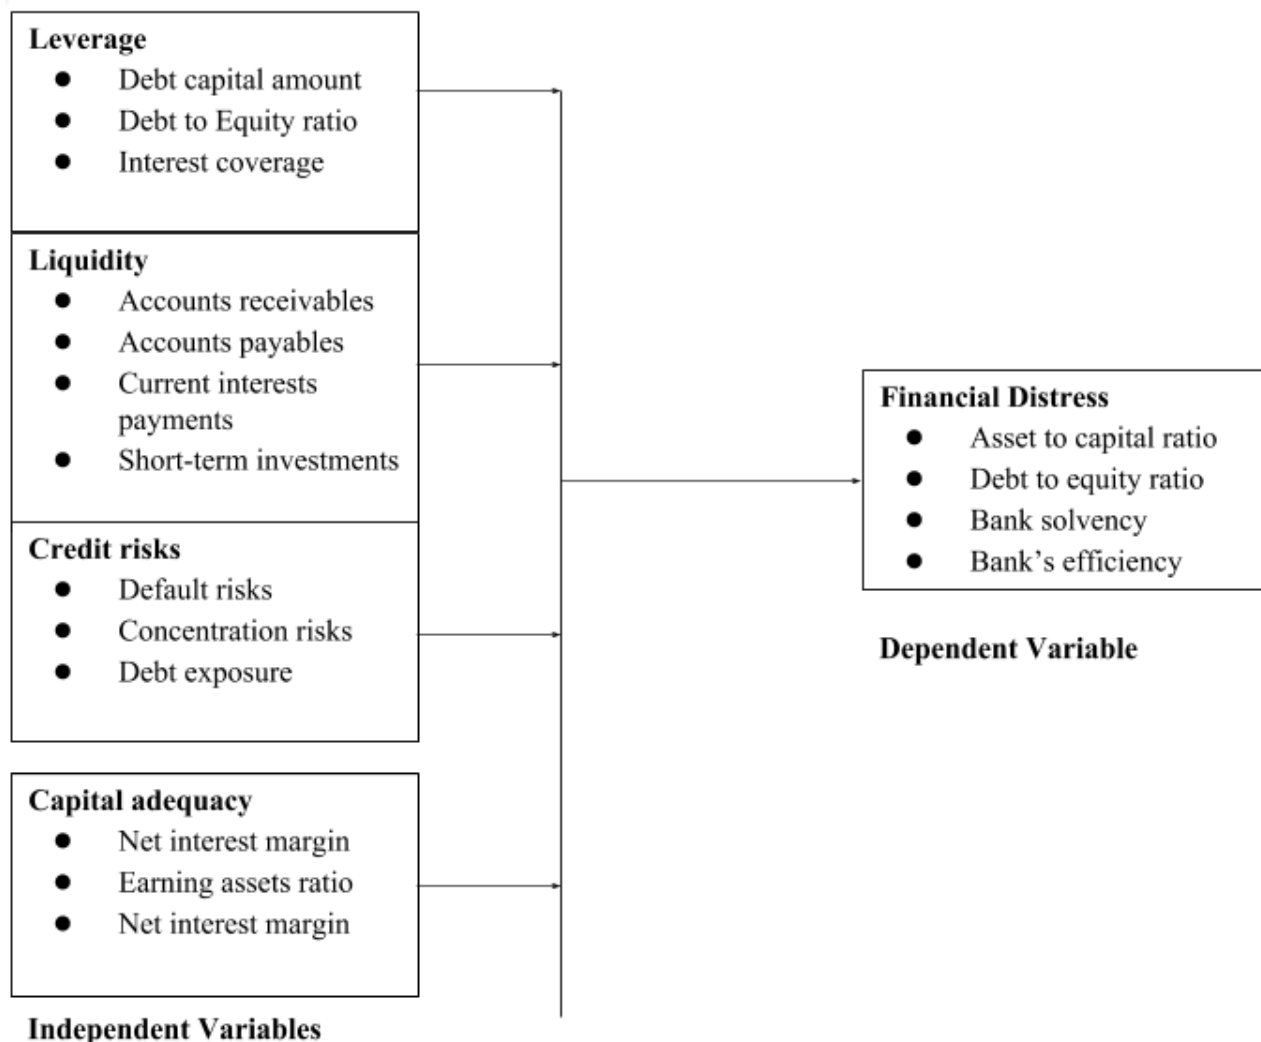 Leverage
● Debt capital amount
● Debt to Equity ratio
● Interest coverage
Liquidity
● Accounts receivables
● Accounts payables
● Current interests
payments
● Short-term investments
Credit risks
● Default risks
● Concentration risks
● Debt exposure
Capital adequacy
● Net interest margin
● Earning assets ratio
● Net interest margin
Independent Variables
Financial Distress
● Asset to capital ratio
● Debt to equity ratio
● Bank solvency
● Bank’s efficiency
Dependent Variable